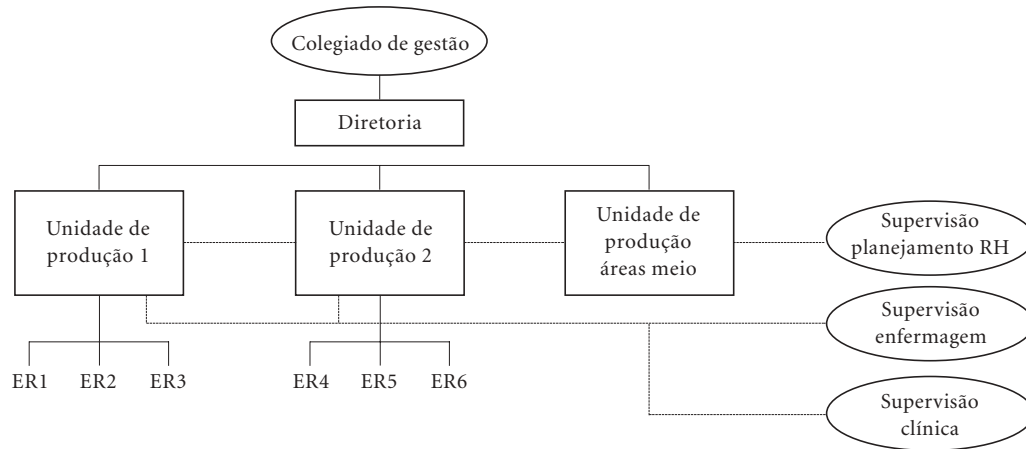 Colegiado de gestão
Diretoria
Unidade de
produção 1
Unidade de
produção 2
Unidade de
produção
áreas meio
Supervisão
planejamento RH
Supervisão
enfermagem
ER1 ER2 ER3 ER4 ER5 ER6
Supervisão
clínica